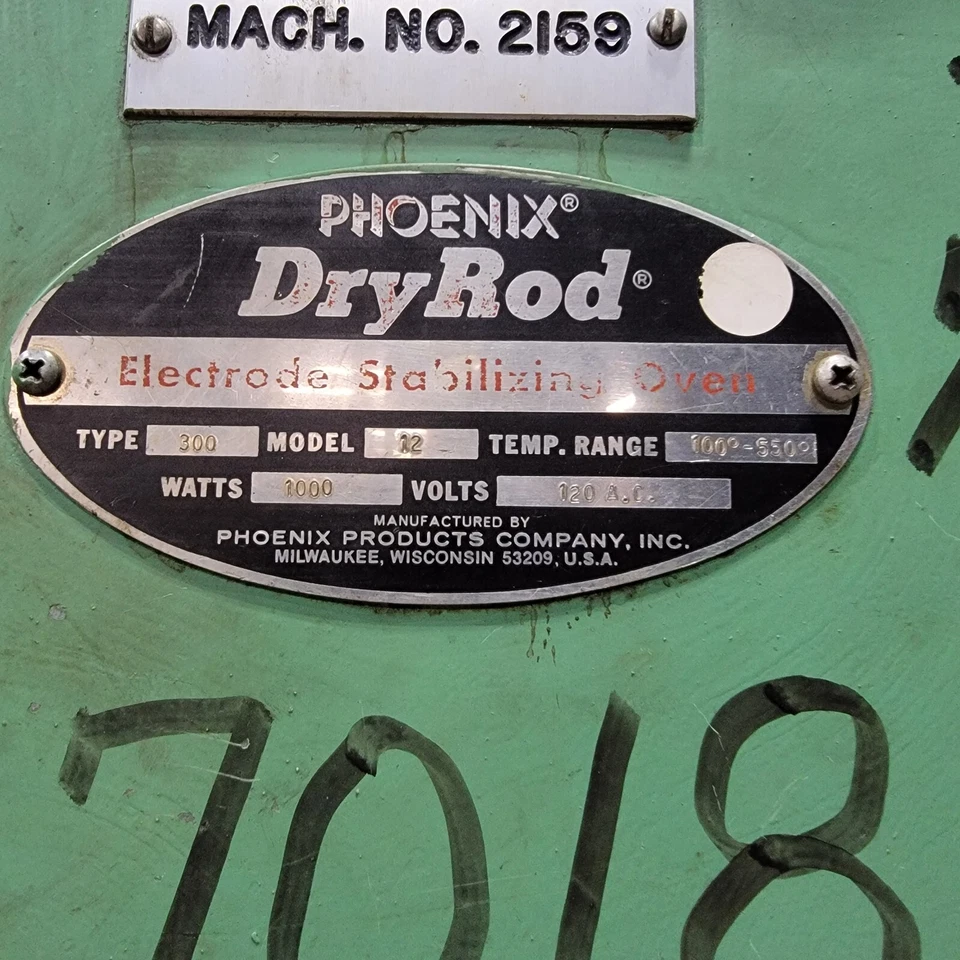 MACH. NO. 2159
PHOENIX®
DryRod®
Electrode Stabilizing Oven
TYPE 300 MODEL 12 TEMP. RANGE 100°-550°
WATTS 1000 VOLTS 120 A.C.
MANUFACTURED BY
PHOENIX PRODUCTS COMPANY, INC.
MILWAUKEE, WISCONSIN 53209, U.S.A.
7018